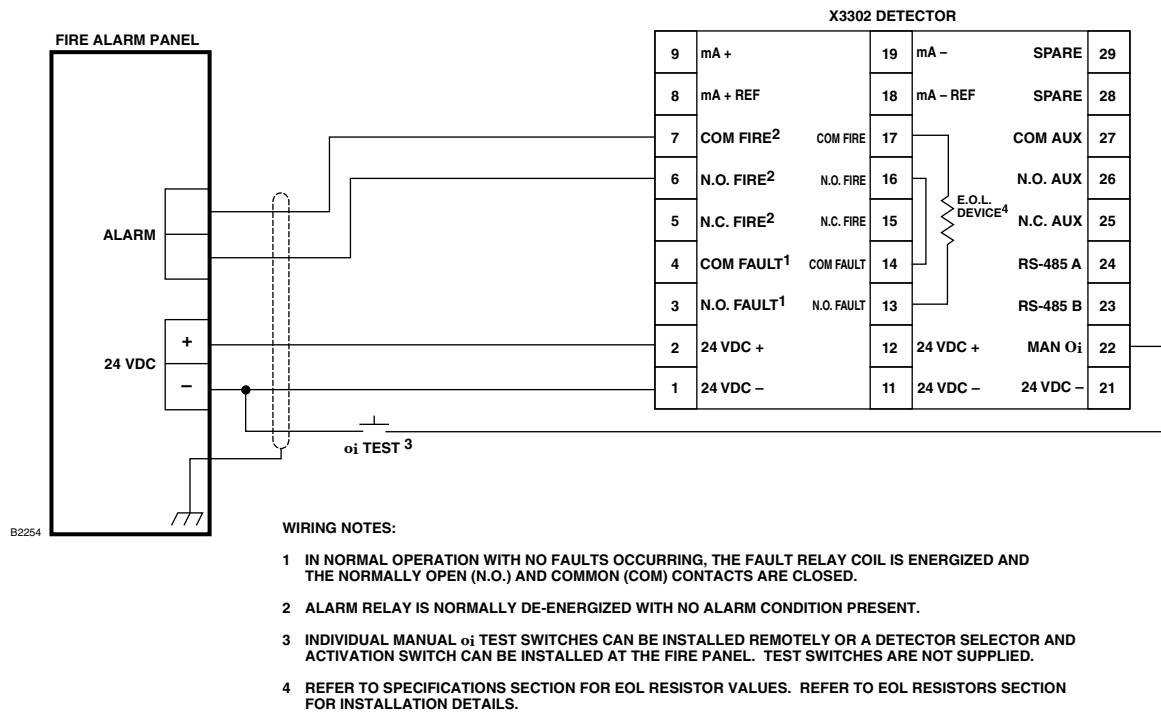 X3302 DETECTOR
FIRE ALARM PANEL
9 mA + 19 mA – SPARE 29
8 mA + REF 18 mA – REF SPARE 28
7 COM FIRE2 COM FIRE 17 COM AUX 27
6 N.O. FIRE2 N.O. FIRE 16 N.O. AUX 26
E.O.L.
DEVICE4
5 N.C. FIRE2 N.C. FIRE 15 N.C. AUX 25
ALARM
4 COM FAULT1 COM FAULT 14 RS-485 A 24
3 N.O. FAULT1 N.O. FAULT 13 RS-485 B 23
+
2 24 VDC + 12 24 VDC + MAN Oi 22
24 VDC
–
1 24 VDC – 11 24 VDC – 24 VDC – 21
oi TEST 3
B2254
WIRING NOTES:
1 IN NORMAL OPERATION WITH NO FAULTS OCCURRING, THE FAULT RELAY COIL IS ENERGIZED AND
THE NORMALLY OPEN (N.O.) AND COMMON (COM) CONTACTS ARE CLOSED.
2 ALARM RELAY IS NORMALLY DE-ENERGIZED WITH NO ALARM CONDITION PRESENT.
3 INDIVIDUAL MANUAL oi TEST SWITCHES CAN BE INSTALLED REMOTELY OR A DETECTOR SELECTOR AND
ACTIVATION SWITCH CAN BE INSTALLED AT THE FIRE PANEL. TEST SWITCHES ARE NOT SUPPLIED.
4 REFER TO SPECIFICATIONS SECTION FOR EOL RESISTOR VALUES. REFER TO EOL RESISTORS SECTION
FOR INSTALLATION DETAILS.